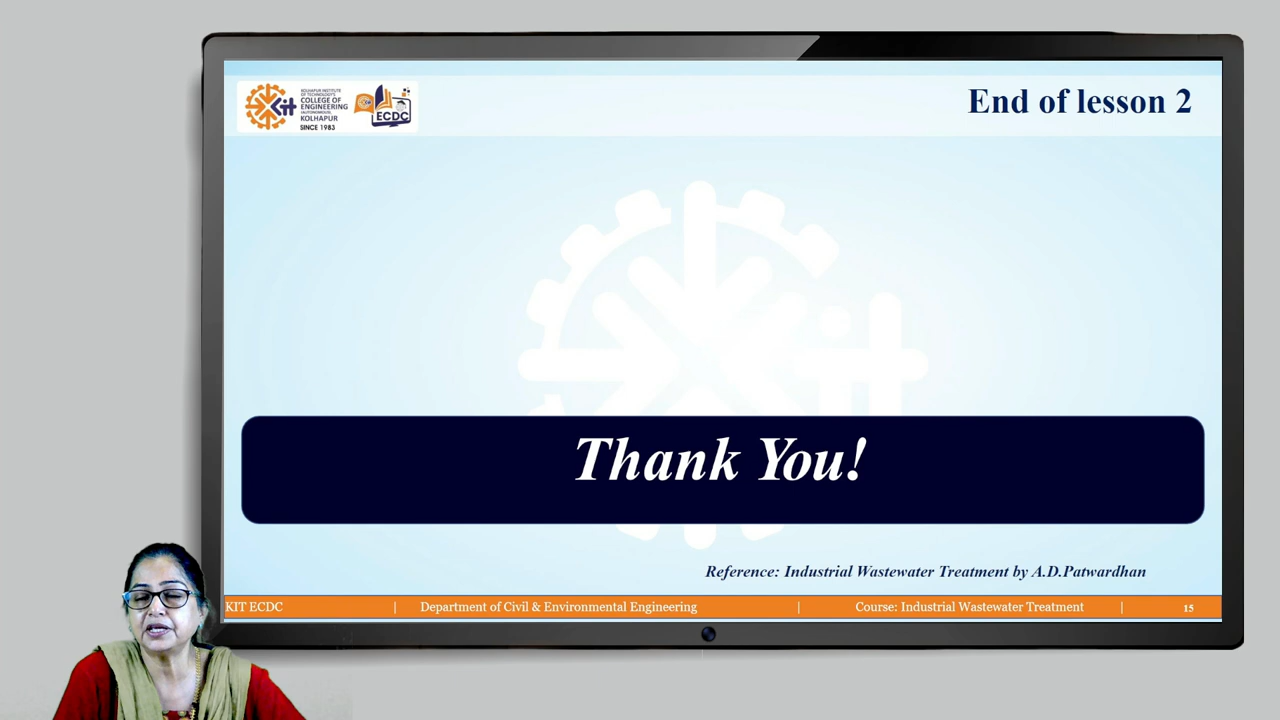 KOLHAPUR INSTITUTE
OF TECHNOLOGY'S
COLLEGE OF
ENGINEERING
(AUTONOMOUS),
KOLHAPUR
SINCE 1983
Kit
ECDC
End of lesson 2
Thank You!
Reference: Industrial Wastewater Treatment by A.D.Patwardhan
KIT ECDC | Department of Civil & Environmental Engineering | Course: Industrial Wastewater Treatment | 15